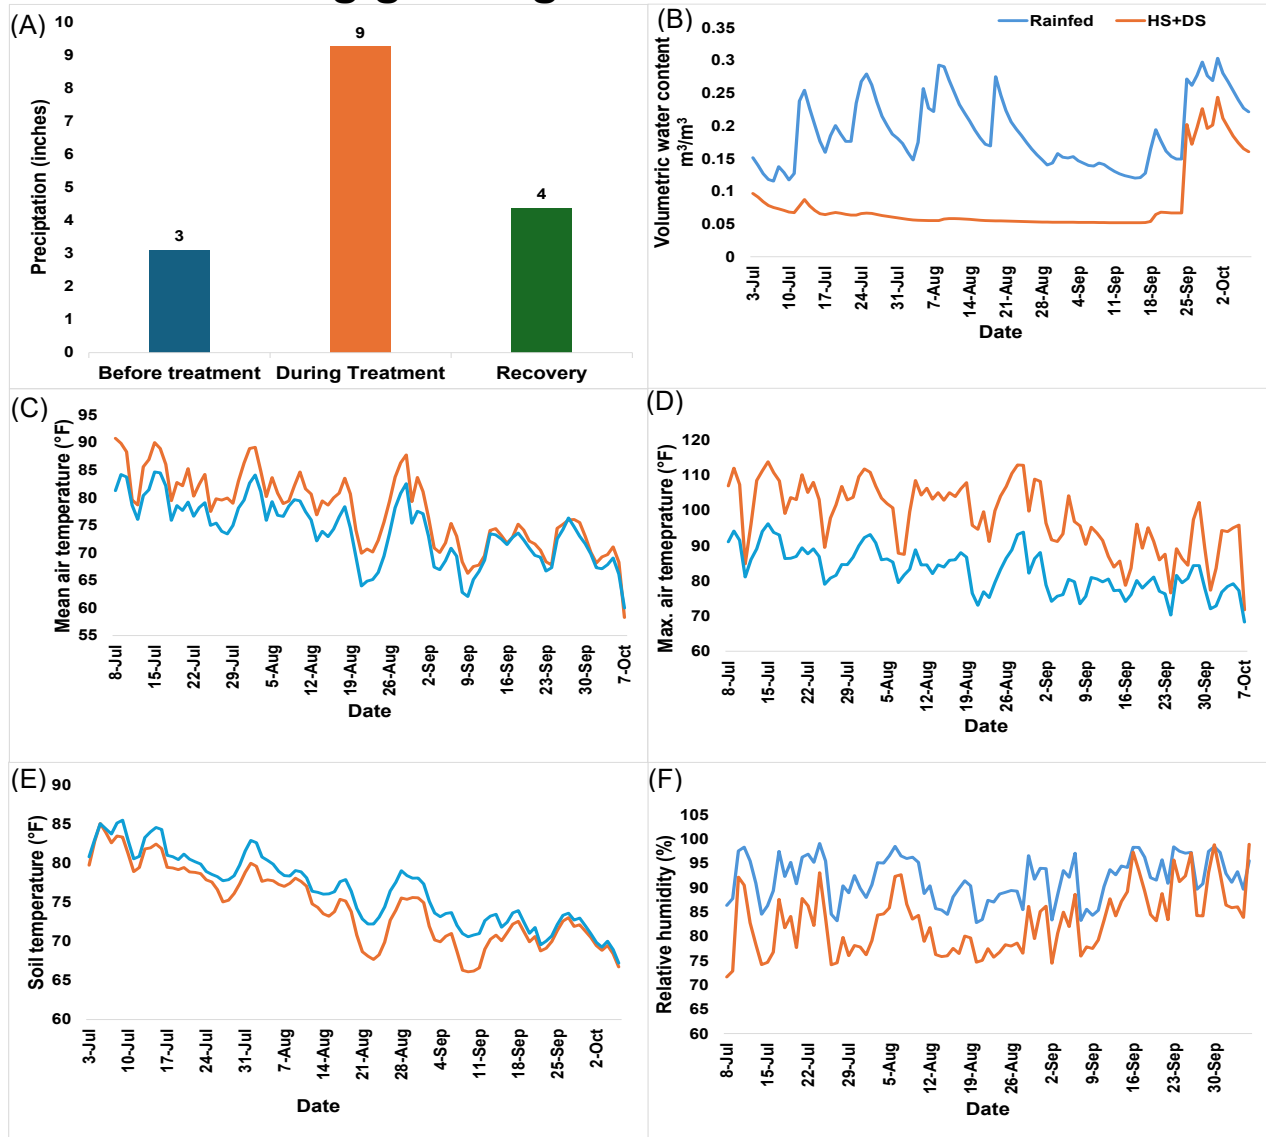 (A)
10
9
8
7
6
5
4
3
2
1
0
Preciptation (inches)
3
9
4
Before treatment During Treatment Recovery
(B)
Rainfed HS+DS
0.35
0.3
0.25
0.2
0.15
0.1
0.05
0
Volumetric water content
m³/m³
3-Jul 10-Jul 17-Jul 24-Jul 31-Jul 7-Aug 14-Aug 21-Aug 28-Aug 4-Sep 11-Sep 18-Sep 25-Sep 2-Oct
Date
(C)
95
90
85
80
75
70
65
60
55
Mean air temperature (°F)
8-Jul 15-Jul 22-Jul 29-Jul 5-Aug 12-Aug 19-Aug 26-Aug 2-Sep 9-Sep 16-Sep 23-Sep 30-Sep 7-Oct
Date
(D)
120
110
100
90
80
70
60
Max. air temeprature (°F)
8-Jul 15-Jul 22-Jul 29-Jul 5-Aug 12-Aug 19-Aug 26-Aug 2-Sep 9-Sep 16-Sep 23-Sep 30-Sep 7-Oct
Date
(E)
90
85
80
75
70
65
60
Soil temperature (°F)
3-Jul 10-Jul 17-Jul 24-Jul 31-Jul 7-Aug 14-Aug 21-Aug 28-Aug 4-Sep 11-Sep 18-Sep 25-Sep 2-Oct
Date
(F)
105
100
95
90
85
80
75
70
65
60
Relative humidity (%)
8-Jul 15-Jul 22-Jul 29-Jul 5-Aug 12-Aug 19-Aug 26-Aug 2-Sep 9-Sep 16-Sep 23-Sep 30-Sep
Date